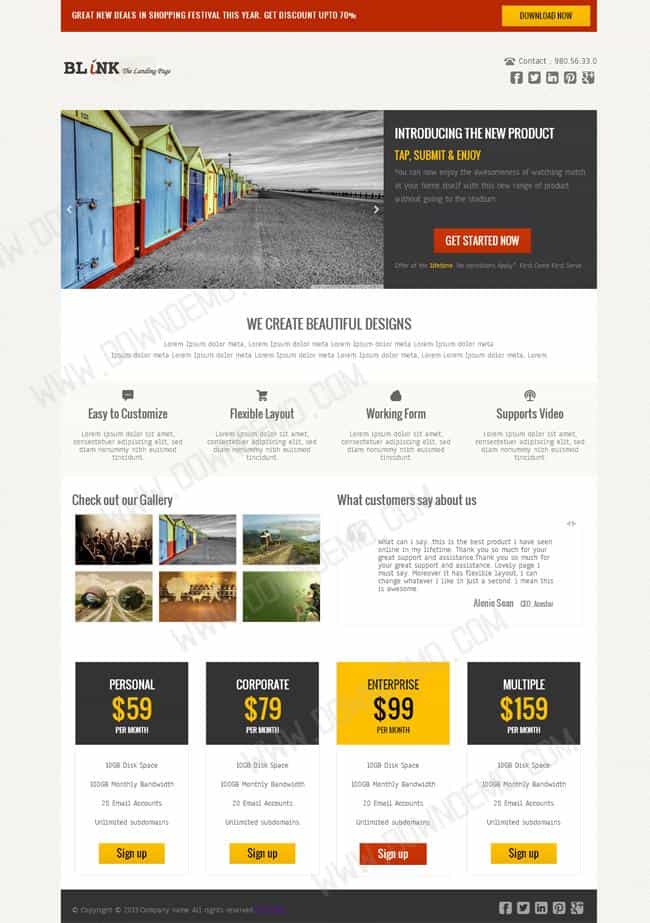 GREAT NEW DEALS IN SHOPPING FESTIVAL THIS YEAR. GET DISCOUNT UPTO 70%
DOWNLOAD NOW
BLiNK The Landing Page
Contact : 980.56.33.0
INTRODUCING THE NEW PRODUCT
TAP, SUBMIT & ENJOY
You can now enjoy the awesomeness of watching match
at your home itself with this new range of product
without going to the stadium
GET STARTED NOW
Offer of the lifetime. No conditions Apply*. First Come First Serve
WE CREATE BEAUTIFUL DESIGNS
Lorem ipsum dolor meta, Lorem Ipsum dolor meta Lorem Ipsum dolor meta Lorem Ipsum dolor meta
Ipsum dolor meta Lorem Ipsum dolor meta Lorem Ipsum dolor meta Lorem Ipsum dolor meta, Lorem Ipsum dolor meta, Lorem
Easy to Customize
Lorem ipsum dolor sit amet,
consectetuer adipiscing elit, sed
diam nonummy nibh euismod
tincidunt.
Flexible Layout
Lorem ipsum dolor sit amet,
consectetuer adipiscing elit, sed
diam nonummy nibh euismod
tincidunt.
Working Form
Lorem ipsum dolor sit amet,
consectetuer adipiscing elit, sed
diam nonummy nibh euismod
tincidunt.
Supports Video
Lorem ipsum dolor sit amet,
consectetuer adipiscing elit, sed
diam nonummy nibh euismod
tincidunt.
Check out our Gallery
What customers say about us
What can i say, this is the best product i have seen
online in my lifetime. Thank you so much for your
great support and assistance.Thank you so much for
your great support and assistance. Lovely page i
must say. Moreover it has flexible layout, i can
change whatever i like in just a second. i mean this
is awesome.
Alenie Sean CEO,
PERSONAL
$59
PER MONTH
10GB Disk Space
100GB Monthly Bandwidth
20 Email Accounts
Unlimited subdomains
Sign up
CORPORATE
$79
PER MONTH
10GB Disk Space
100GB Monthly Bandwidth
20 Email Accounts
Unlimited subdomains
Sign up
ENTERPRISE
$99
PER MONTH
10GB Disk Space
100GB Monthly Bandwidth
20 Email Accounts
Unlimited subdomains
Sign up
MULTIPLE
$159
PER MONTH
10GB Disk Space
100GB Monthly Bandwidth
20 Email Accounts
Unlimited subdomains
Sign up
© Copyright © 2013.Company name All rights reserved.
WWW.DOWNDEMO.COM
WWW.DOWNDEMO.COM
WWW.DOWNDEMO.COM
WWW.DOWNDEMO.COM
WWW.DOWNDEMO.COM
WWW.DOWNDEMO.COM